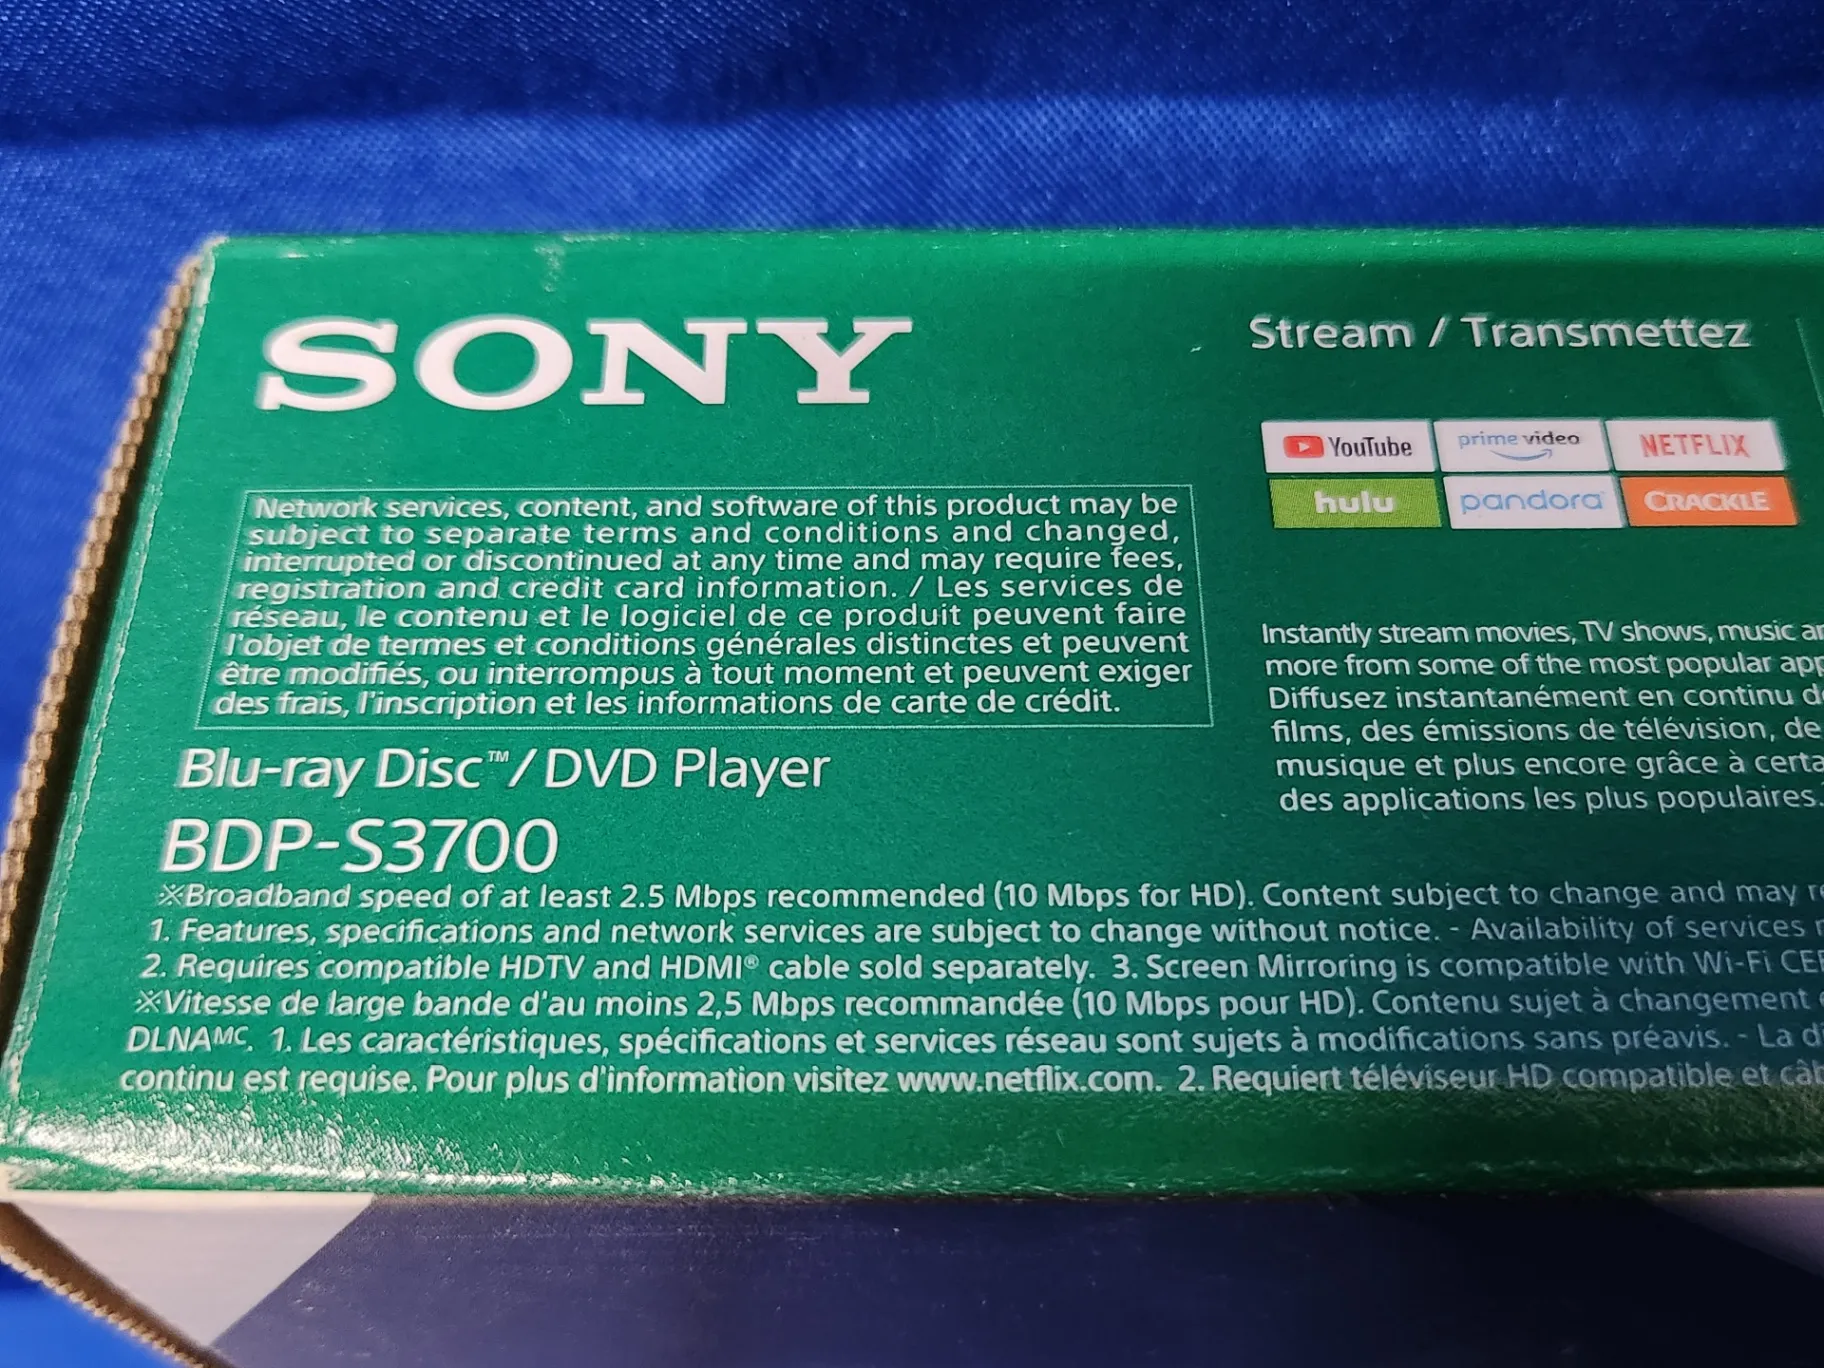 SONY
Network services, content, and software of this product may be
subject to separate terms and conditions and changed,
interrupted or discontinued at any time and may require fees,
registration and credit card information. / Les services de
réseau, le contenu et le logiciel de ce produit peuvent faire
l'objet de termes et conditions générales distinctes et peuvent
être modifiés, ou interrompus à tout moment et peuvent exiger
des frais, l'inscription et les informations de carte de crédit.
Blu-ray Disc™/DVD Player
BDP-S3700
Stream / Transmettez
YouTube prime video NETFLIX
hulu pandora CRACKLE
Instantly stream movies, TV shows, music
more from some of the most popular
Diffusez instantanément en continu
films, des émissions de télévision, de
musique et plus encore grâce à
des applications les plus populaires.
※Broadband speed of at least 2.5 Mbps recommended (10 Mbps for HD). Content subject to change and may
1. Features, specifications and network services are subject to change without notice. - Availability of services
2. Requires compatible HDTV and HDMI® cable sold separately. 3. Screen Mirroring is compatible with Wi-Fi
※Vitesse de large bande d'au moins 2,5 Mbps recommandée (10 Mbps pour HD). Contenu sujet à changement
DLNAMC. 1. Les caractéristiques, spécifications et services réseau sont sujets à modifications sans préavis. - La
continu est requise. Pour plus d'information visitez www.netflix.com. 2. Requiert téléviseur HD compatible et